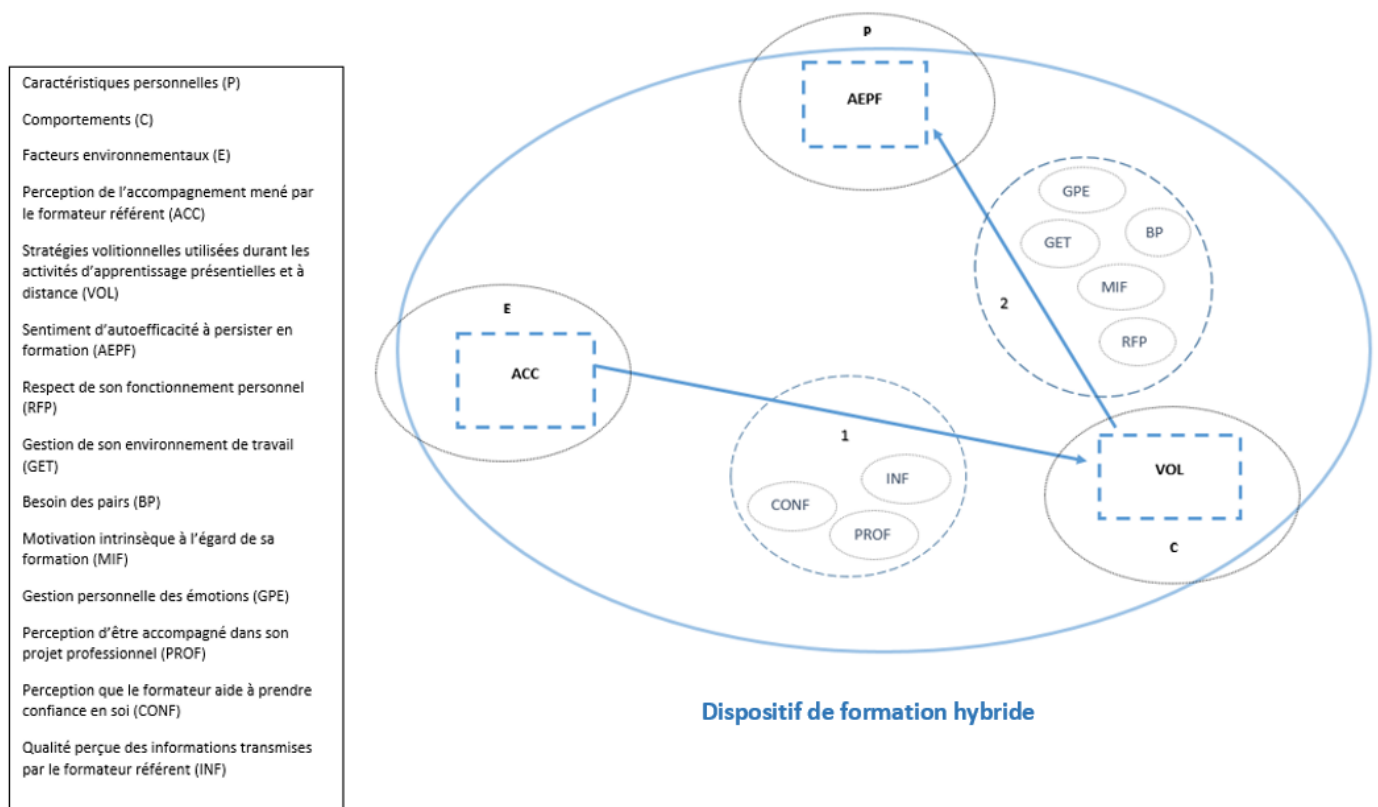 Caractéristiques personnelles (P)
Comportements (C)
Facteurs environnementaux (E)
Perception de l'accompagnement mené par
le formateur référent (ACC)
Stratégies volitionnelles utilisées durant les
activités d'apprentissage présentielles et à
distance (VOL)
Sentiment d'autoefficacité à persister en
formation (AEPF)
Respect de son fonctionnement personnel
(RFP)
Gestion de son environnement de travail
(GET)
Besoin des pairs (BP)
Motivation intrinsèque à l'égard de sa
formation (MIF)
Gestion personnelle des émotions (GPE)
Perception d'être accompagné dans son
projet professionnel (PROF)
Perception que le formateur aide à prendre
confiance en soi (CONF)
Qualité perçue des informations transmises
par le formateur référent (INF)
P
AEPF
GPE
BP
GET
MIF
2
RFP
E
ACC
1
INF
CONF
PROF
VOL
C
Dispositif de formation hybride